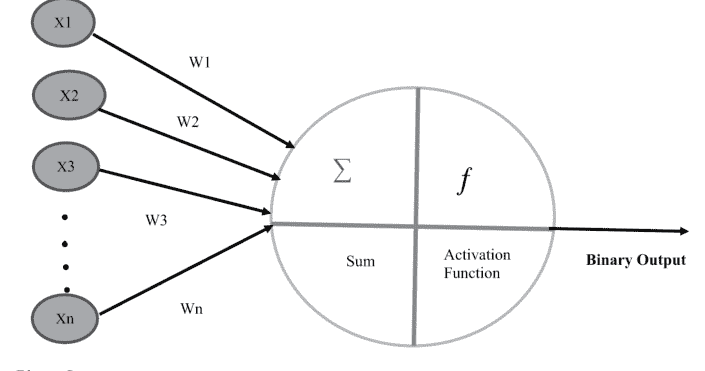 X1
W1
X2
W2
X3
Σ
f
W3
Sum
Activation
Function
Binary Output
Wn
Xn